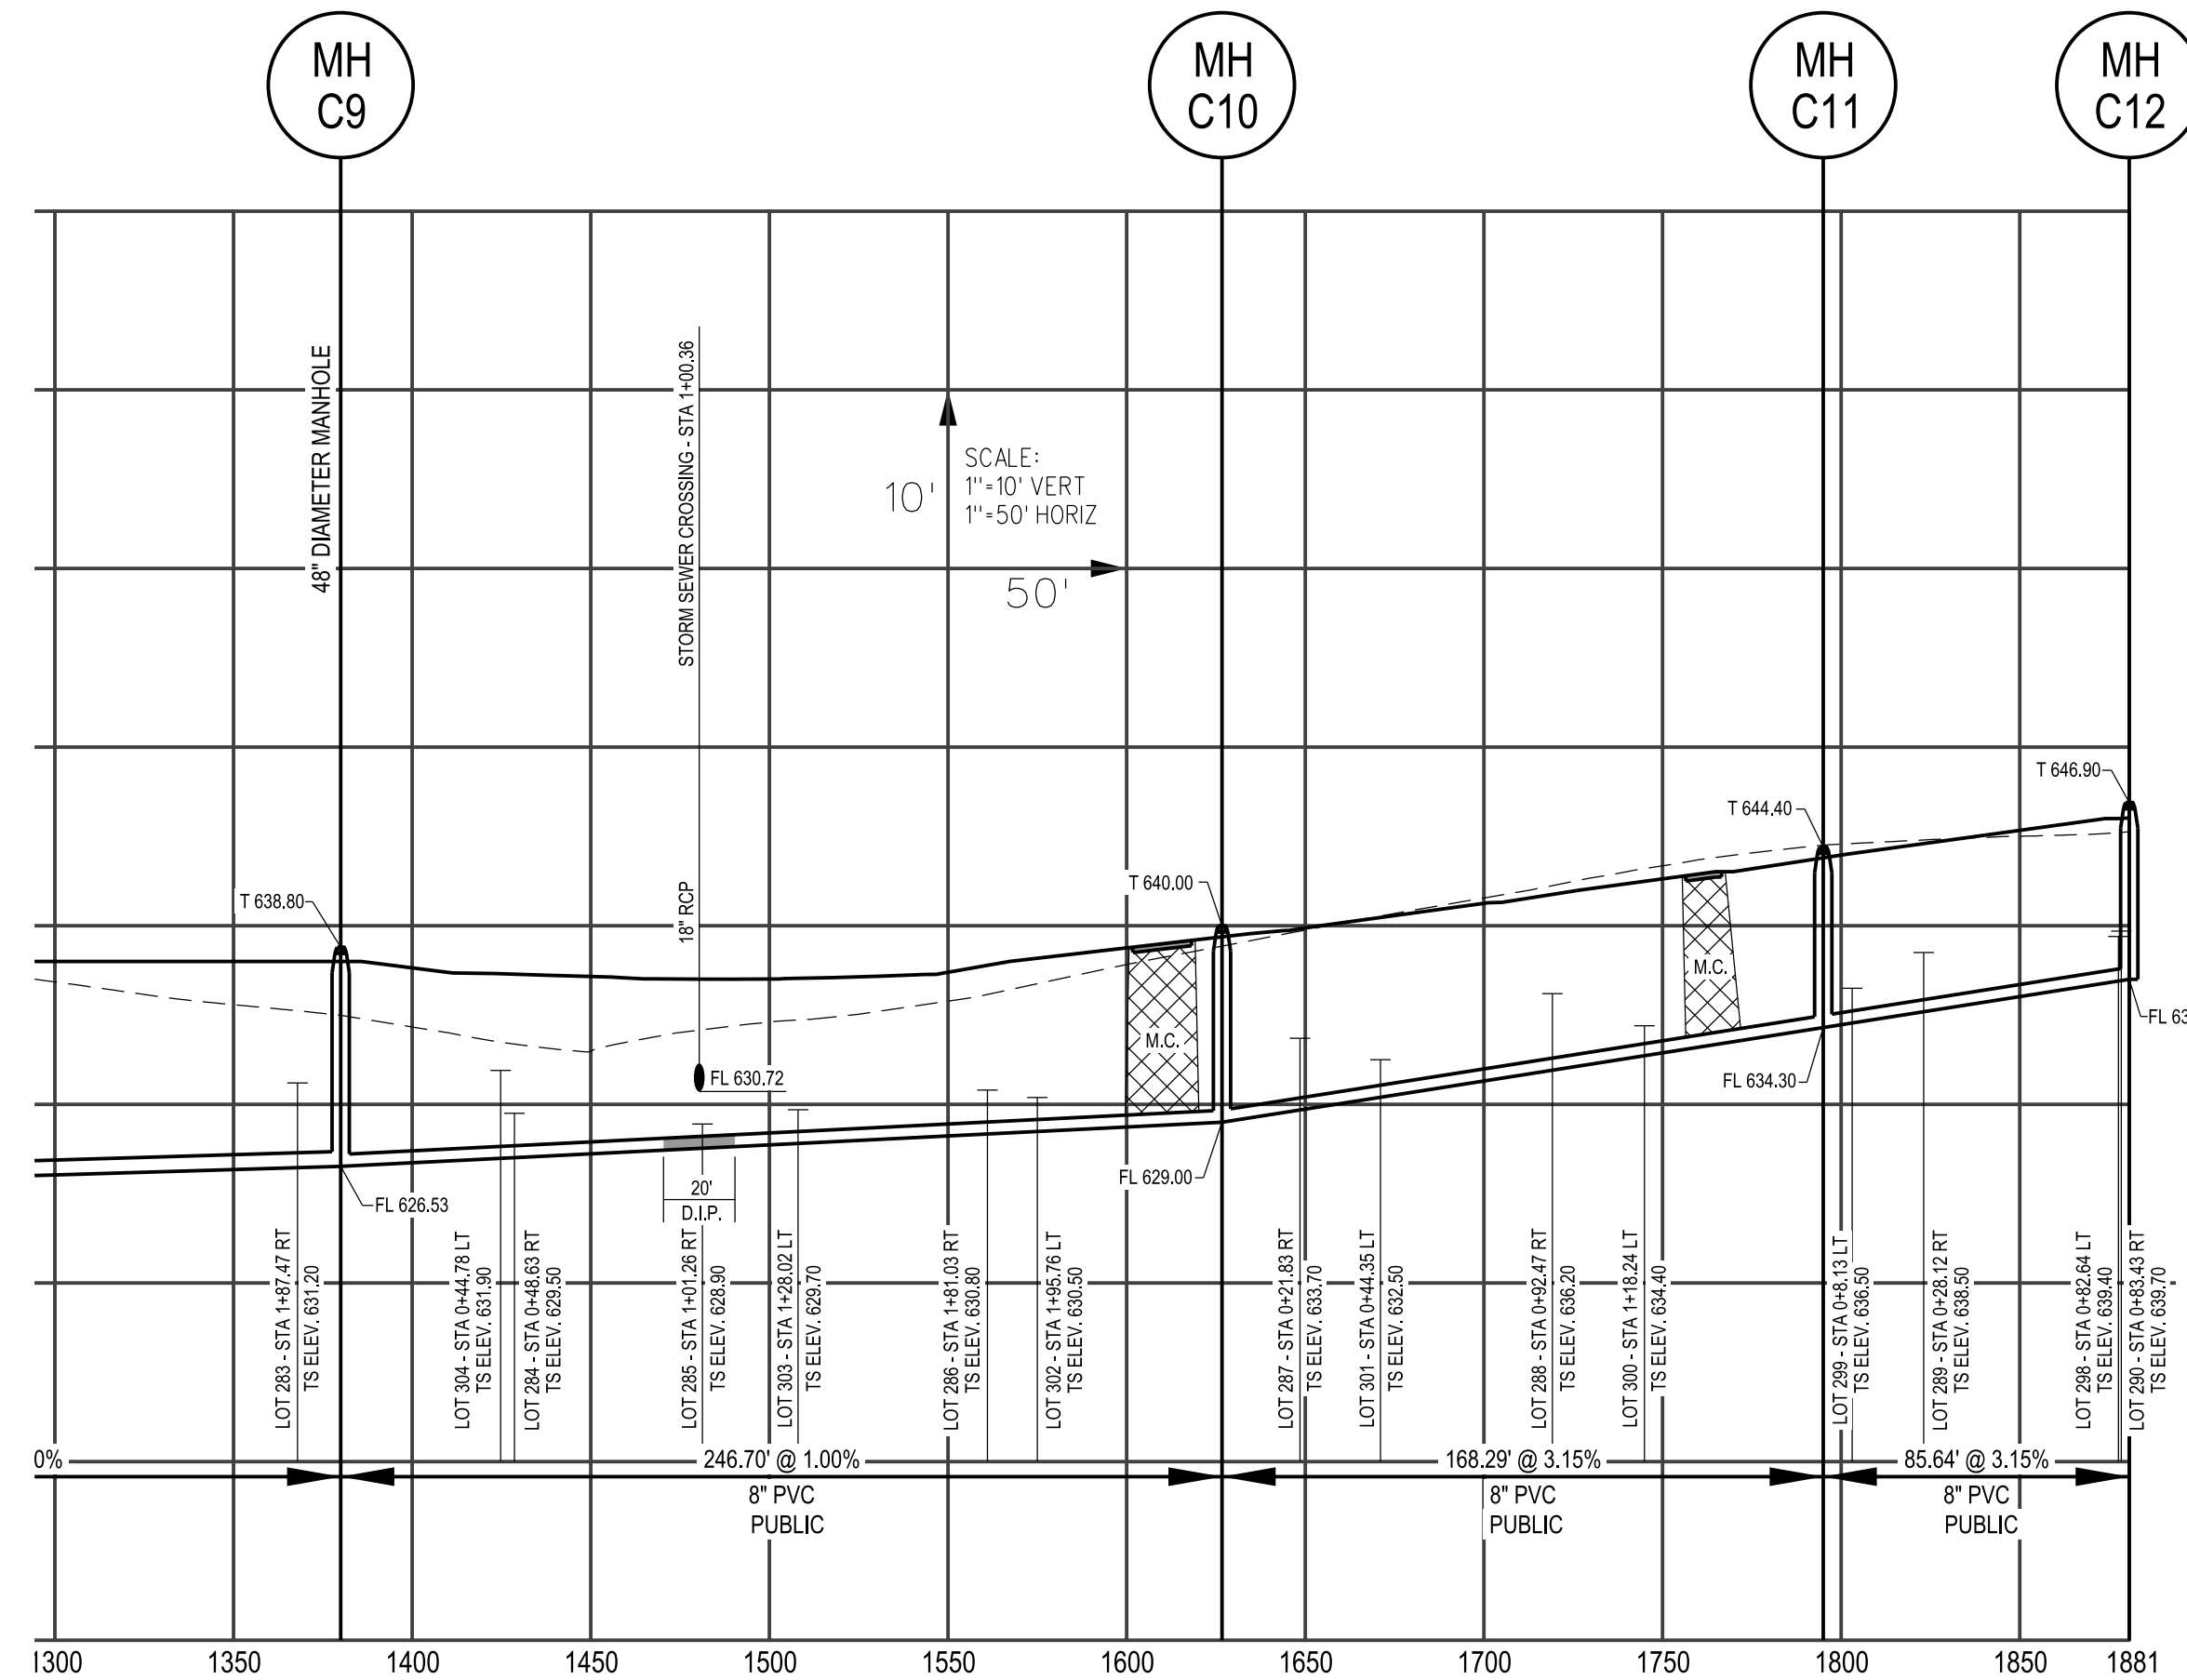 MH
C9
MH
C10
MH
C11
MH
C12
48" DIAMETER MANHOLE
STORM SEWER CROSSING - STA 1+00.36
18" RCP
10'
SCALE:
1"=10' VERT
1"=50' HORIZ
50'
T 638.80
T 640.00
T 644.40
T 646.90
M.C.
M.C.
FL 630.72
FL 626.53
FL 629.00
FL 634.30
FL 63
20'
D.I.P.
LOT 283 - STA 1+87.47 RT
TS ELEV. 631.20
LOT 304 - STA 0+44.78 LT
TS ELEV. 631.90
LOT 284 - STA 0+48.63 RT
TS ELEV. 629.50
LOT 285 - STA 1+01.26 RT
TS ELEV. 628.90
LOT 303 - STA 1+28.02 LT
TS ELEV. 629.70
LOT 286 - STA 1+81.03 RT
TS ELEV. 630.80
LOT 302 - STA 1+95.76 LT
TS ELEV. 630.50
LOT 287 - STA 0+21.83 RT
TS ELEV. 633.70
LOT 301 - STA 0+44.35 LT
TS ELEV. 632.50
LOT 288 - STA 0+92.47 RT
TS ELEV. 636.20
LOT 300 - STA 1+18.24 LT
TS ELEV. 634.40
LOT 299 - STA 0+8.13 LT
TS ELEV. 636.50
LOT 289 - STA 0+28.12 RT
TS ELEV. 638.50
LOT 298 - STA 0+82.64 LT
TS ELEV. 639.40
LOT 290 - STA 0+83.43 RT
TS ELEV. 639.70
0%
246.70' @ 1.00%
8" PVC
PUBLIC
168.29' @ 3.15%
8" PVC
PUBLIC
85.64' @ 3.15%
8" PVC
PUBLIC
1300 1350 1400 1450 1500 1550 1600 1650 1700 1750 1800 1850 1881